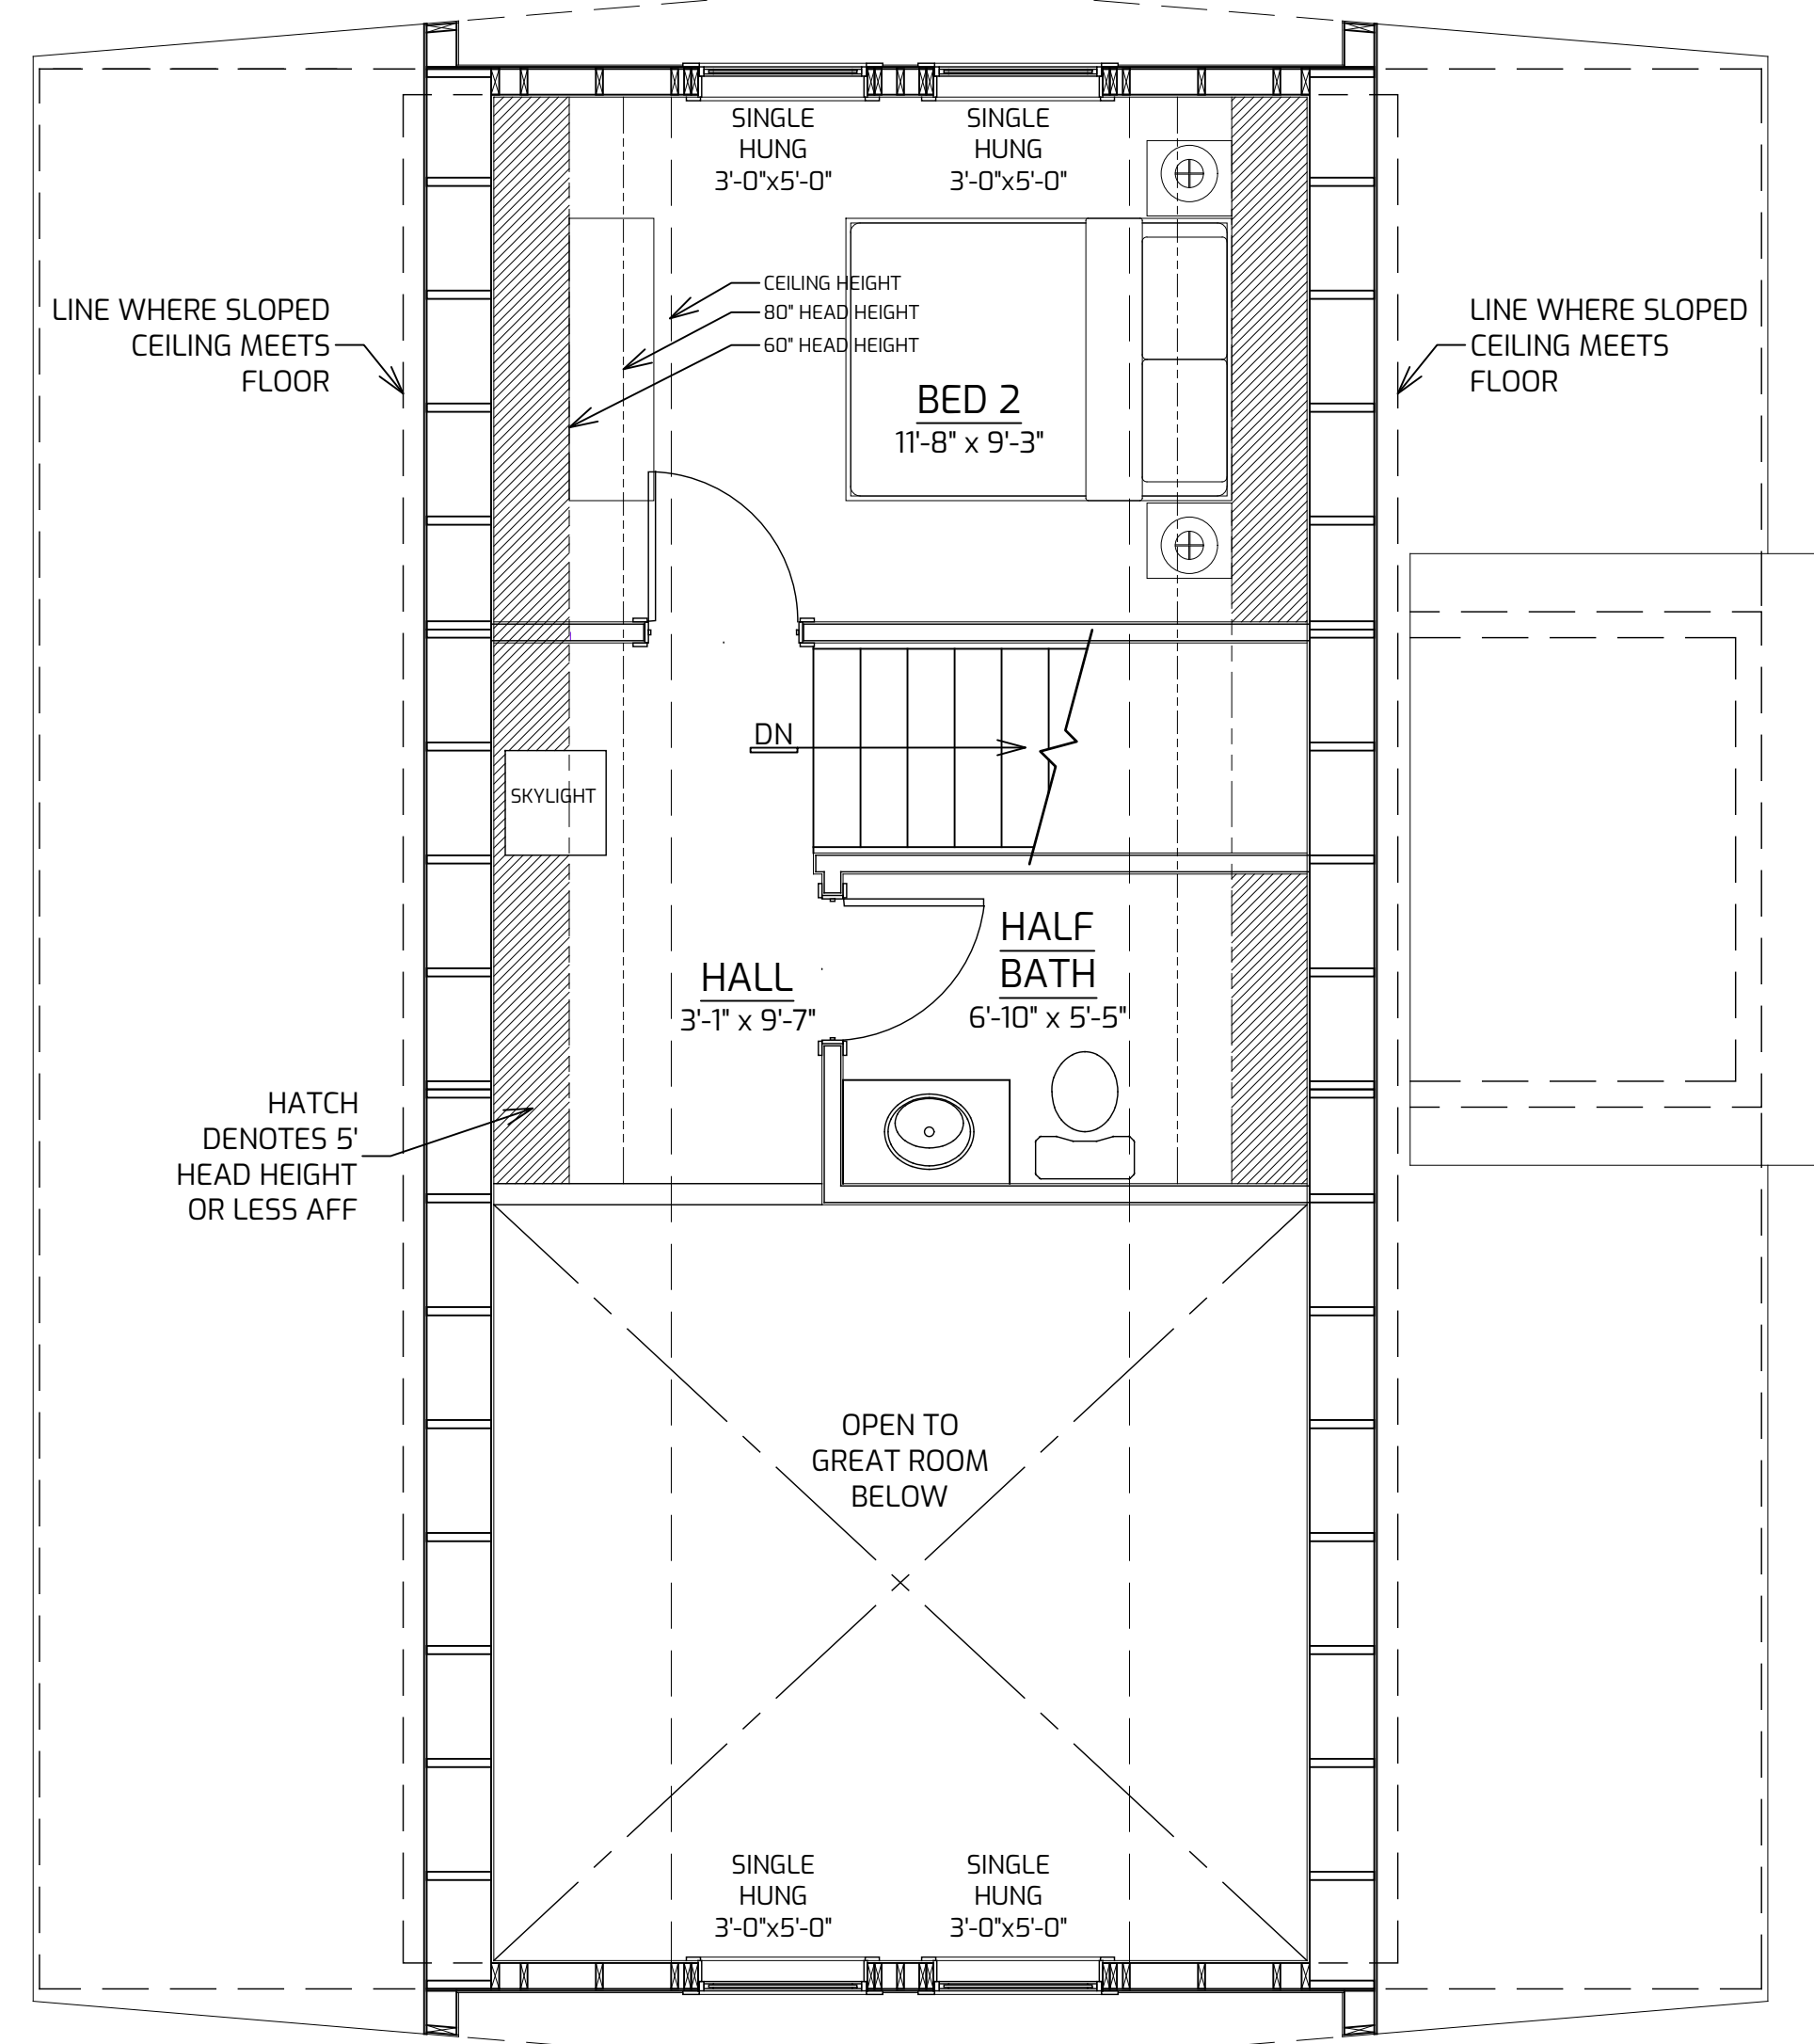 SINGLE
HUNG
3'-0"x5'-0"
SINGLE
HUNG
3'-0"x5'-0"
CEILING HEIGHT
80" HEAD HEIGHT
60" HEAD HEIGHT
LINE WHERE SLOPED
CEILING MEETS
FLOOR
LINE WHERE SLOPED
CEILING MEETS
FLOOR
BED 2
11'-8" x 9'-3"
DN
SKYLIGHT
HALF
BATH
6'-10" x 5'-5"
HALL
3'-1" x 9'-7"
HATCH
DENOTES 5'
HEAD HEIGHT
OR LESS AFF
OPEN TO
GREAT ROOM
BELOW
SINGLE
HUNG
3'-0"x5'-0"
SINGLE
HUNG
3'-0"x5'-0"